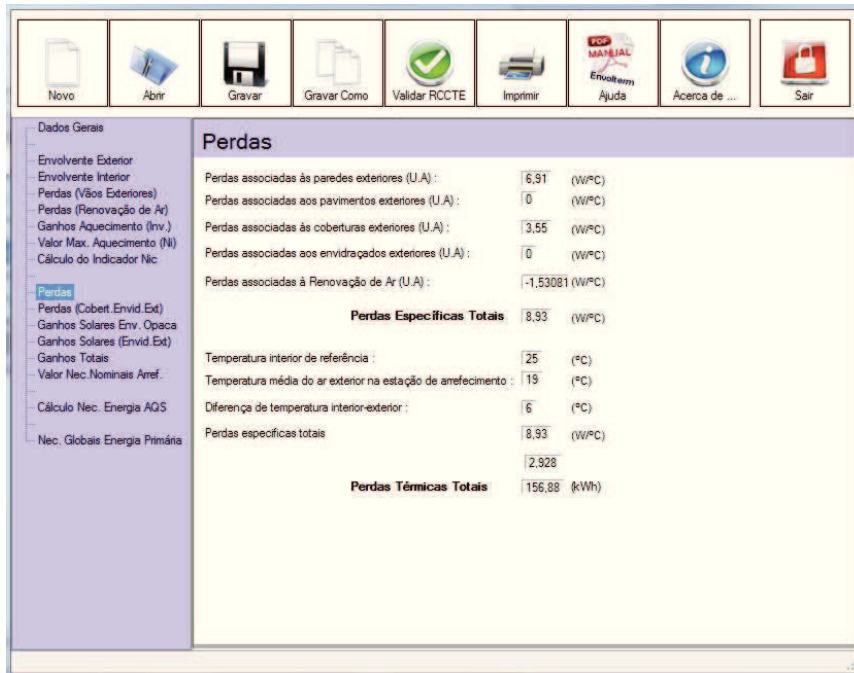 Novo
Abrir
Gravar
Gravar Como
Validar RCCTE
Imprimir
PDF
MANUAL
Envolterm
Ajuda
Acerca de ...
Sair
Dados Gerais
Envolvente Exterior
Envolvente Interior
Perdas (Vãos Exteriores)
Perdas (Renovação de Ar)
Ganhos Aquecimento (Inv.)
Valor Max. Aquecimento (Ni)
Cálculo do Indicador Nic
Perdas
Perdas (Cobert.Envid.Ext)
Ganhos Solares Env. Opaca
Ganhos Solares (Envid.Ext)
Ganhos Totais
Valor Nec.Nominais Arref.
Cálculo Nec. Energia AQS
Nec. Globais Energia Primária
Perdas
Perdas associadas às paredes exteriores (U.A) : 6,91 (W/ºC)
Perdas associadas aos pavimentos exteriores (U.A) : 0 (W/ºC)
Perdas associadas às coberturas exteriores (U.A) : 3,55 (W/ºC)
Perdas associadas aos envidraçados exteriores (U.A) : 0 (W/ºC)
Perdas associadas à Renovação de Ar (U.A) : -1,53081 (W/ºC)
Perdas Específicas Totais 8,93 (W/ºC)
Temperatura interior de referência : 25 (ºC)
Temperatura média do ar exterior na estação de arrefecimento : 19 (ºC)
Diferença de temperatura interior-exterior : 6 (ºC)
Perdas especificas totais 8,93 (W/ºC)
2,928
Perdas Térmicas Totais 156,88 (kWh)